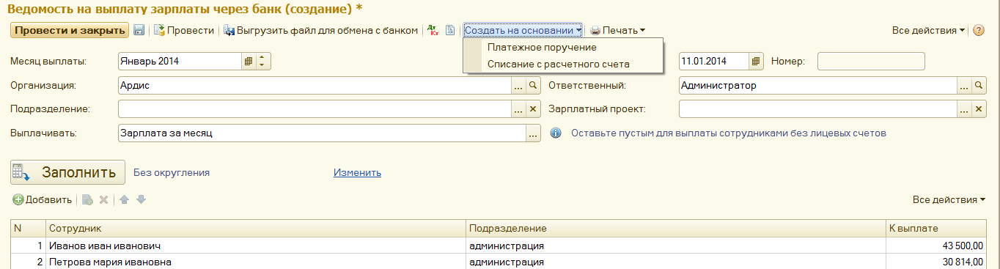 Ведомость на выплату зарплаты через банк (создание) *
Провести и закрыть Провести Выгрузить файл для обмена с банком Дт Кт Создать на основании Печать Все действия ?
Платежное поручение
Списание с расчетного счета
Месяц выплаты: Январь 2014 11.01.2014 Номер:
Организация: Ардис ... Ответственный: Администратор ...
Подразделение: ... Зарплатный проект: ...
Выплачивать: Зарплата за месяц ... Оставьте пустым для выплаты сотрудниками без лицевых счетов
Заполнить Без округления Изменить
Добавить Все действия
N Сотрудник Подразделение К выплате
1 Иванов иван иванович администрация 43 500,00
2 Петрова мария ивановна администрация 30 814,00